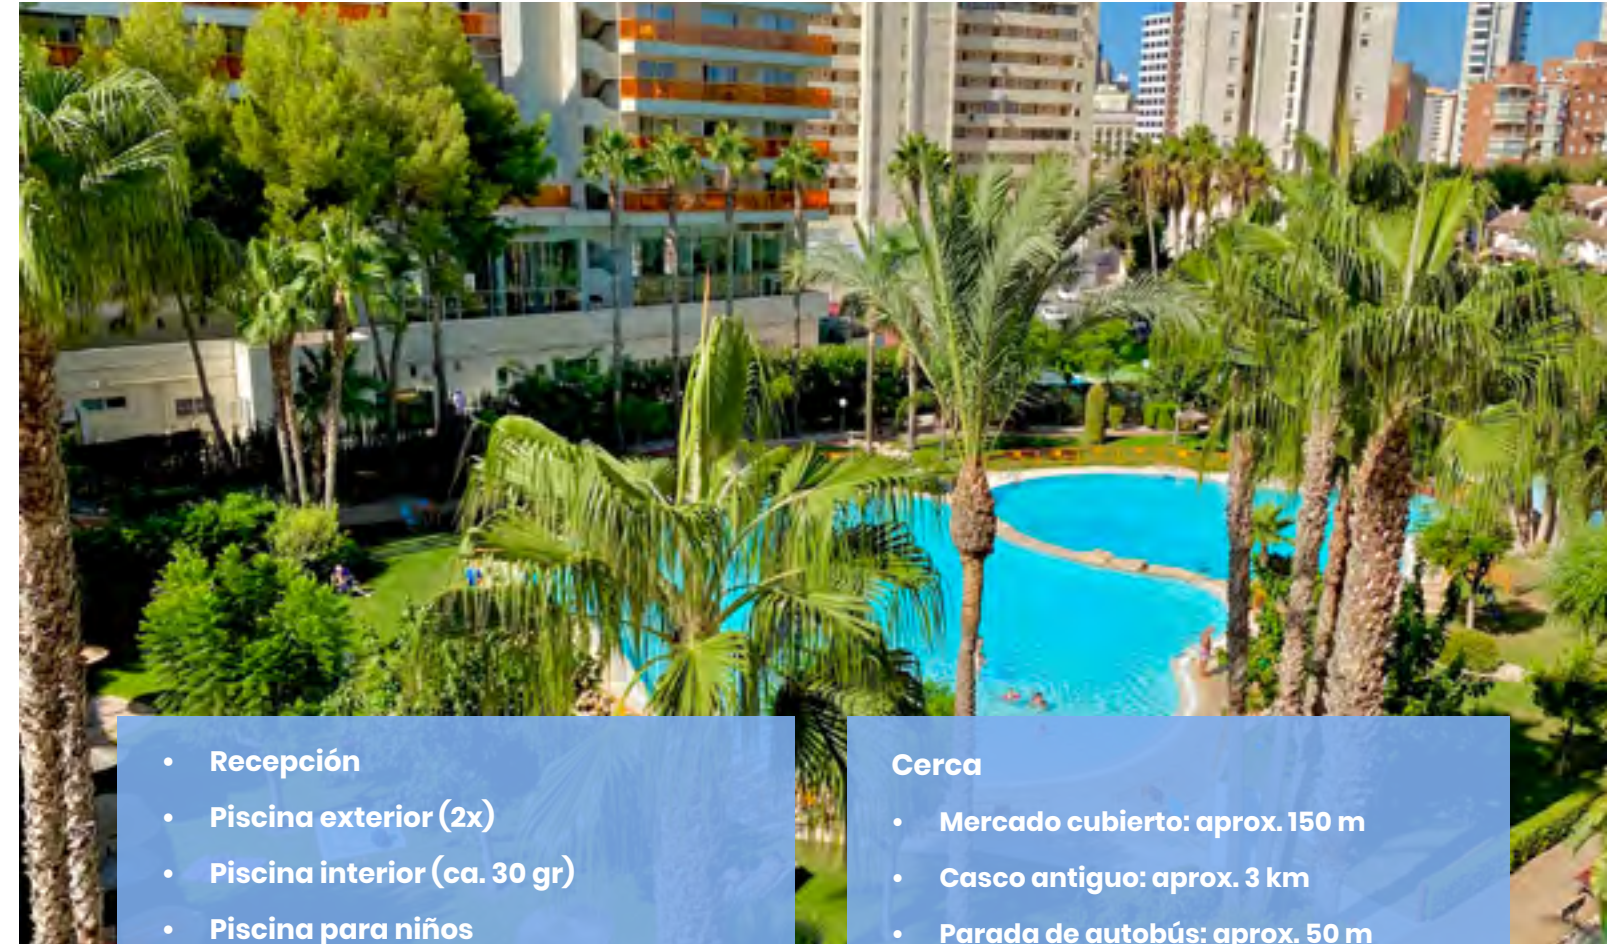 • Recepción
• Piscina exterior (2x)
• Piscina interior (ca. 30 gr)
• Piscina para niños
Cerca
• Mercado cubierto: aprox. 150 m
• Casco antiguo: aprox. 3 km
• Parada de autobús: aprox. 50 m